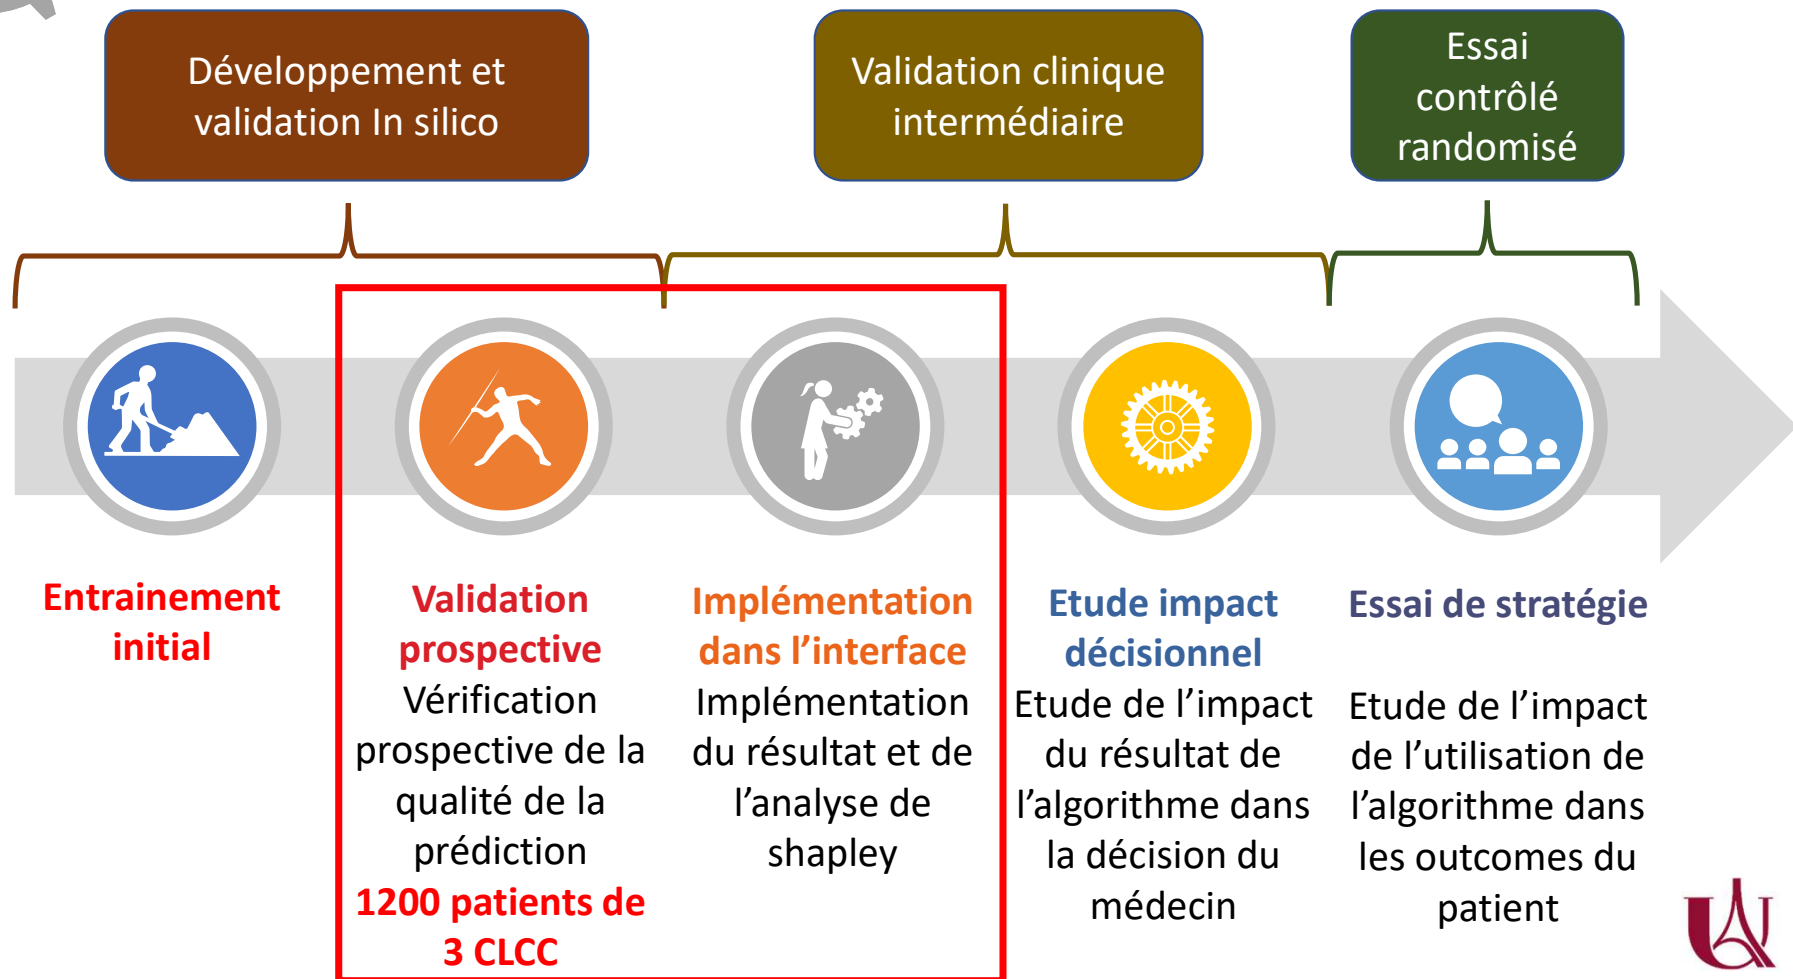 Développement et
validation In silico
Validation clinique
intermédiaire
Essai
contrôlé
randomisé
Entrainement
initial
Validation
prospective
Vérification
prospective de la
qualité de la
prédiction
1200 patients de
3 CLCC
Implémentation
dans l’interface
Implémentation
du résultat et de
l’analyse de
shapley
Etude impact
décisionnel
Etude de l’impact
du résultat de
l’algorithme dans
la décision du
médecin
Essai de stratégie
Etude de l’impact
de l’utilisation de
l’algorithme dans
les outcomes du
patient